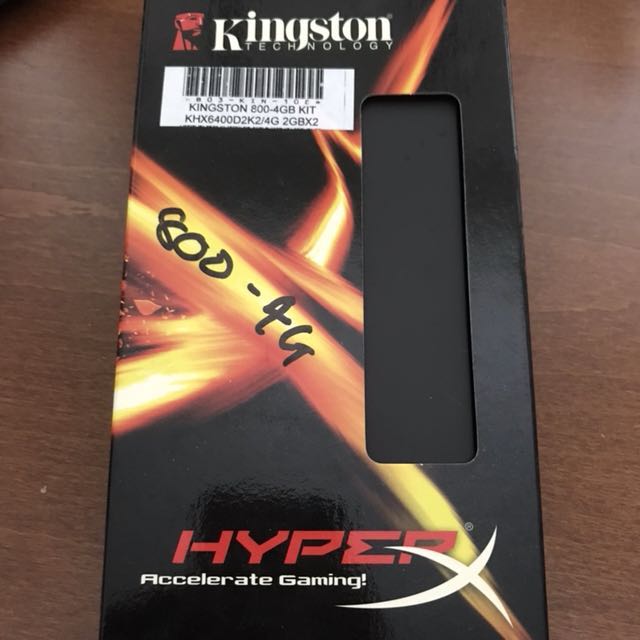 Kingston
TECHNOLOGY
KINGSTON 800-4GB KIT
KHX6400D2K2/4G 2GBX2
800-4G
HYPERX®
Accelerate Gaming!